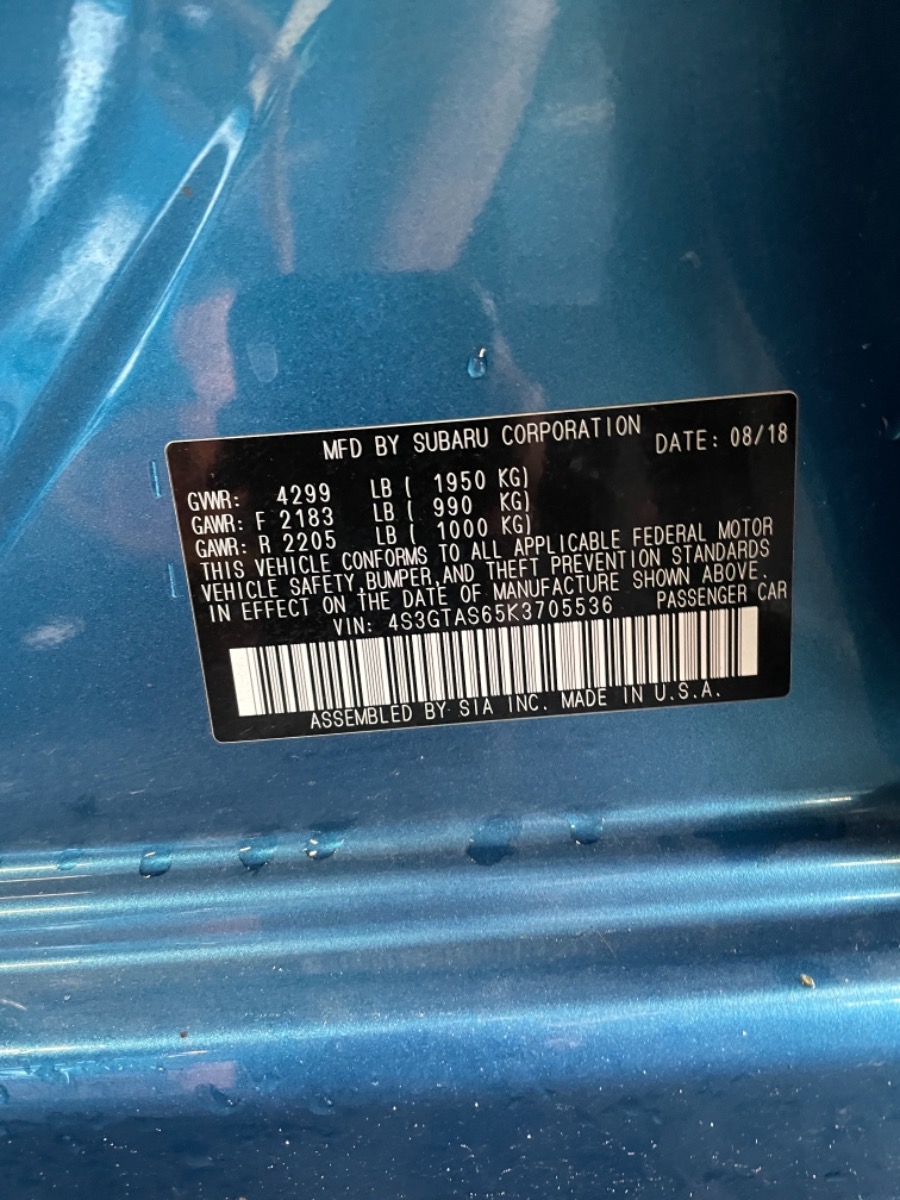 MFD BY SUBARU CORPORATION DATE: 08/18
GVWR: 4299 LB ( 1950 KG)
GAWR: F 2183 LB ( 990 KG)
GAWR: R 2205 LB ( 1000 KG)
THIS VEHICLE CONFORMS TO ALL APPLICABLE FEDERAL MOTOR
VEHICLE SAFETY,BUMPER,AND THEFT PREVENTION STANDARDS
IN EFFECT ON THE DATE OF MANUFACTURE SHOWN ABOVE.
VIN: 4S3GTAS65K3705536 PASSENGER CAR
ASSEMBLED BY SIA INC. MADE IN U.S.A.